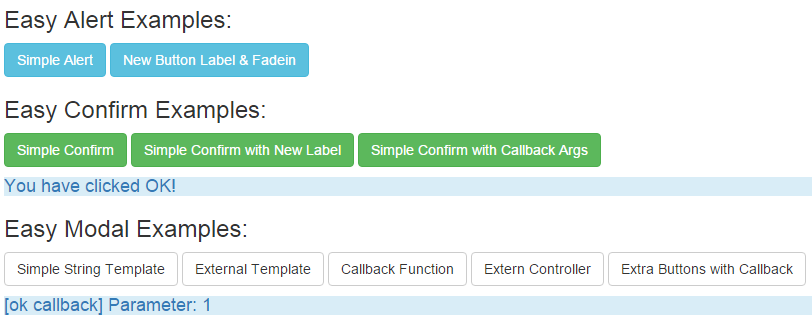 Easy Alert Examples:
Simple Alert New Button Label & Fadein
Easy Confirm Examples:
Simple Confirm Simple Confirm with New Label Simple Confirm with Callback Args
You have clicked OK!
Easy Modal Examples:
Simple String Template External Template Callback Function Extern Controller Extra Buttons with Callback
[ok callback] Parameter: 1